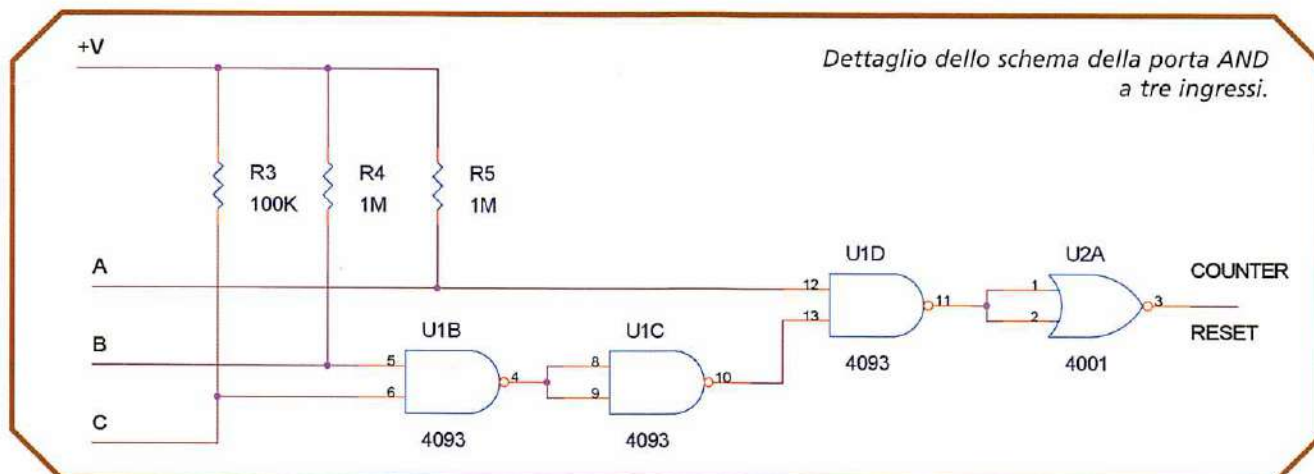 +V
Dettaglio dello schema della porta AND
a tre ingressi.
R3
100K
R4
1M
R5
1M
A
B
C
U1B
5
6
4
4093
U1C
8
9
10
4093
U1D
12
13
11
4093
U2A
1
2
3
4001
COUNTER
RESET